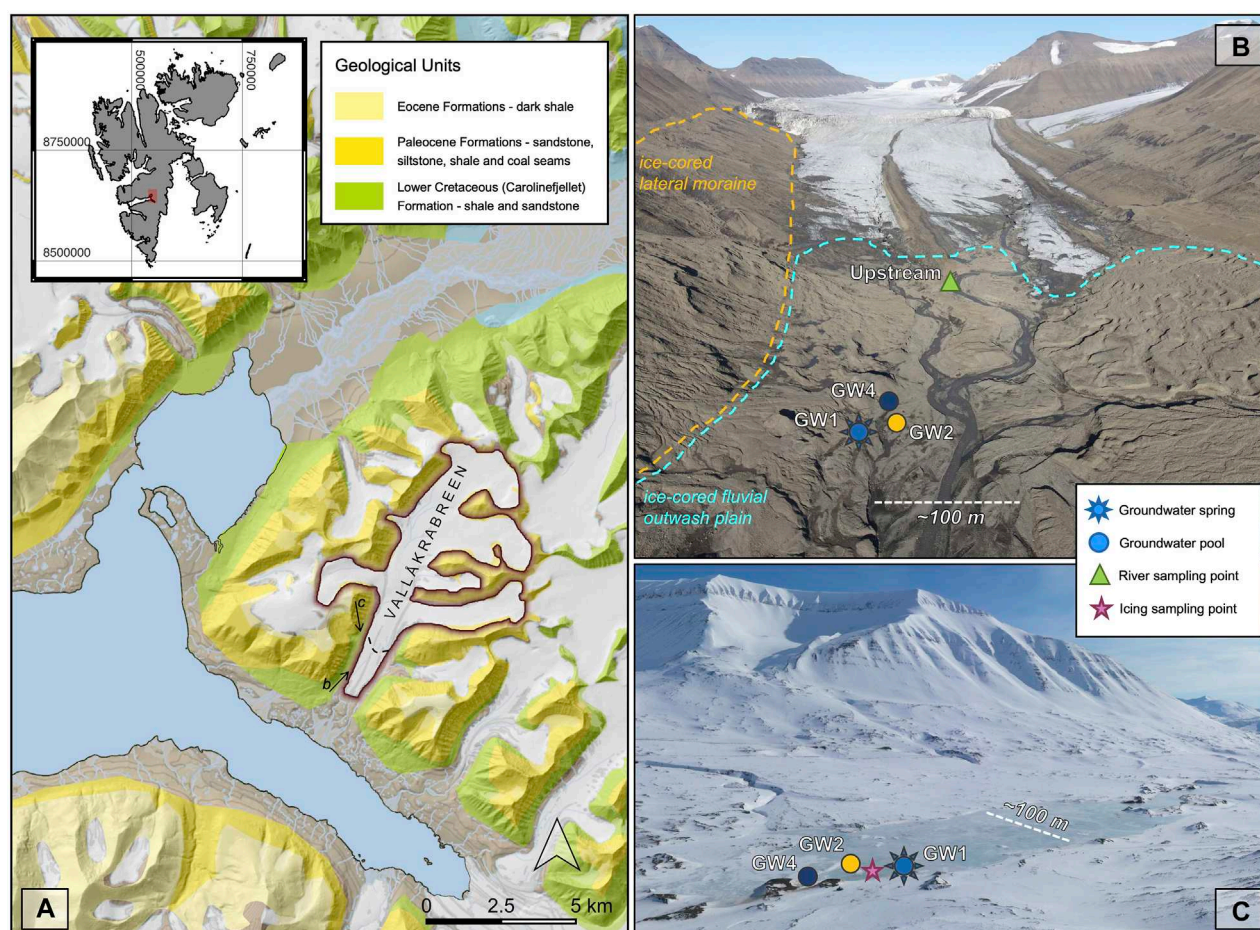 500000
750000
8750000
8500000
Geological Units
Eocene Formations - dark shale
Paleocene Formations - sandstone,
siltstone, shale and coal seams
Lower Cretaceous (Carolinefjellet)
Formation - shale and sandstone
VALLÅKRABREEN
c
b
0 2.5 5 km
A
B
ice-cored
lateral moraine
Upstream
GW4
GW1
GW2
ice-cored fluvial
outwash plain
~100 m
Groundwater spring
Groundwater pool
River sampling point
Icing sampling point
~100 m
GW4
GW2
GW1
C